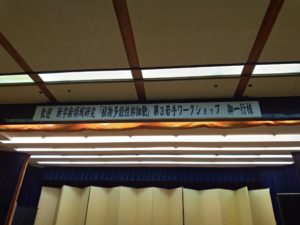 歓迎 新学術領域研究「植物多能性幹細胞」第3若手ワークショップ 御一行様